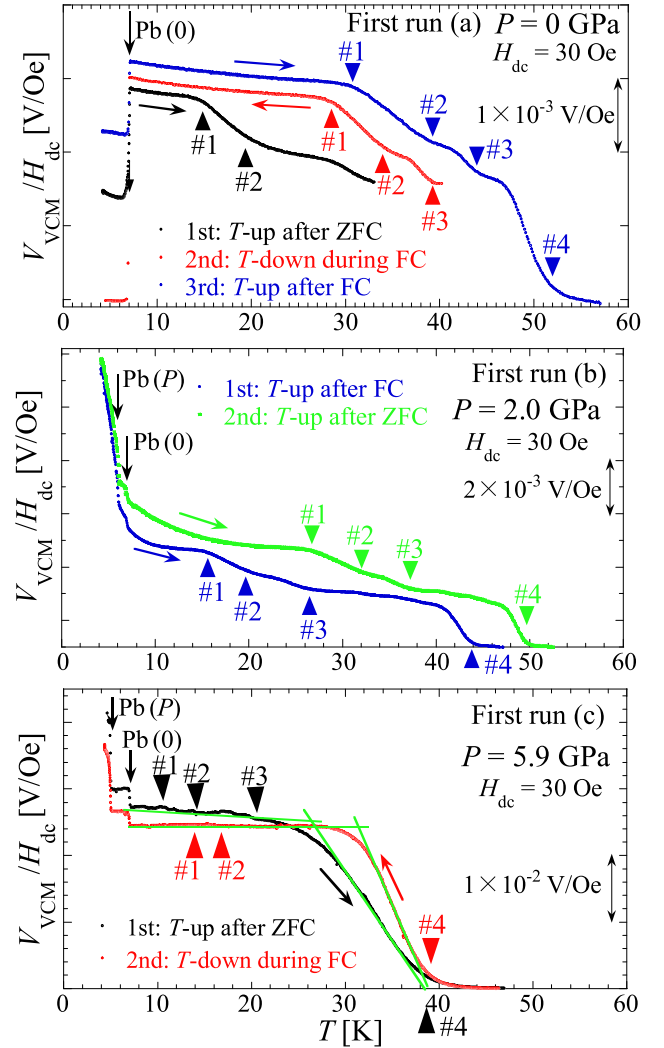 First run (a) P = 0 GPa
H_dc = 30 Oe
Pb (0)
#1
#2
#3
#4
1×10⁻³ V/Oe
#1
#2
#1
#2
#3
V_VCM /H_dc [V/Oe]
1st: T-up after ZFC
2nd: T-down during FC
3rd: T-up after FC
0 10 20 30 40 50 60
First run (b)
P = 2.0 GPa
H_dc = 30 Oe
2×10⁻³ V/Oe
1st: T-up after FC
2nd: T-up after ZFC
Pb (P)
Pb (0)
#1
#2
#3
#4
#1
#2
#3
#4
V_VCM /H_dc [V/Oe]
0 10 20 30 40 50 60
First run (c)
P = 5.9 GPa
H_dc = 30 Oe
Pb (P)
Pb (0)
#1
#2
#3
#1
#2
#4
1×10⁻² V/Oe
V_VCM /H_dc [V/Oe]
1st: T-up after ZFC
2nd: T-down during FC
0 10 20 30 40 50 60
#4
T [K]